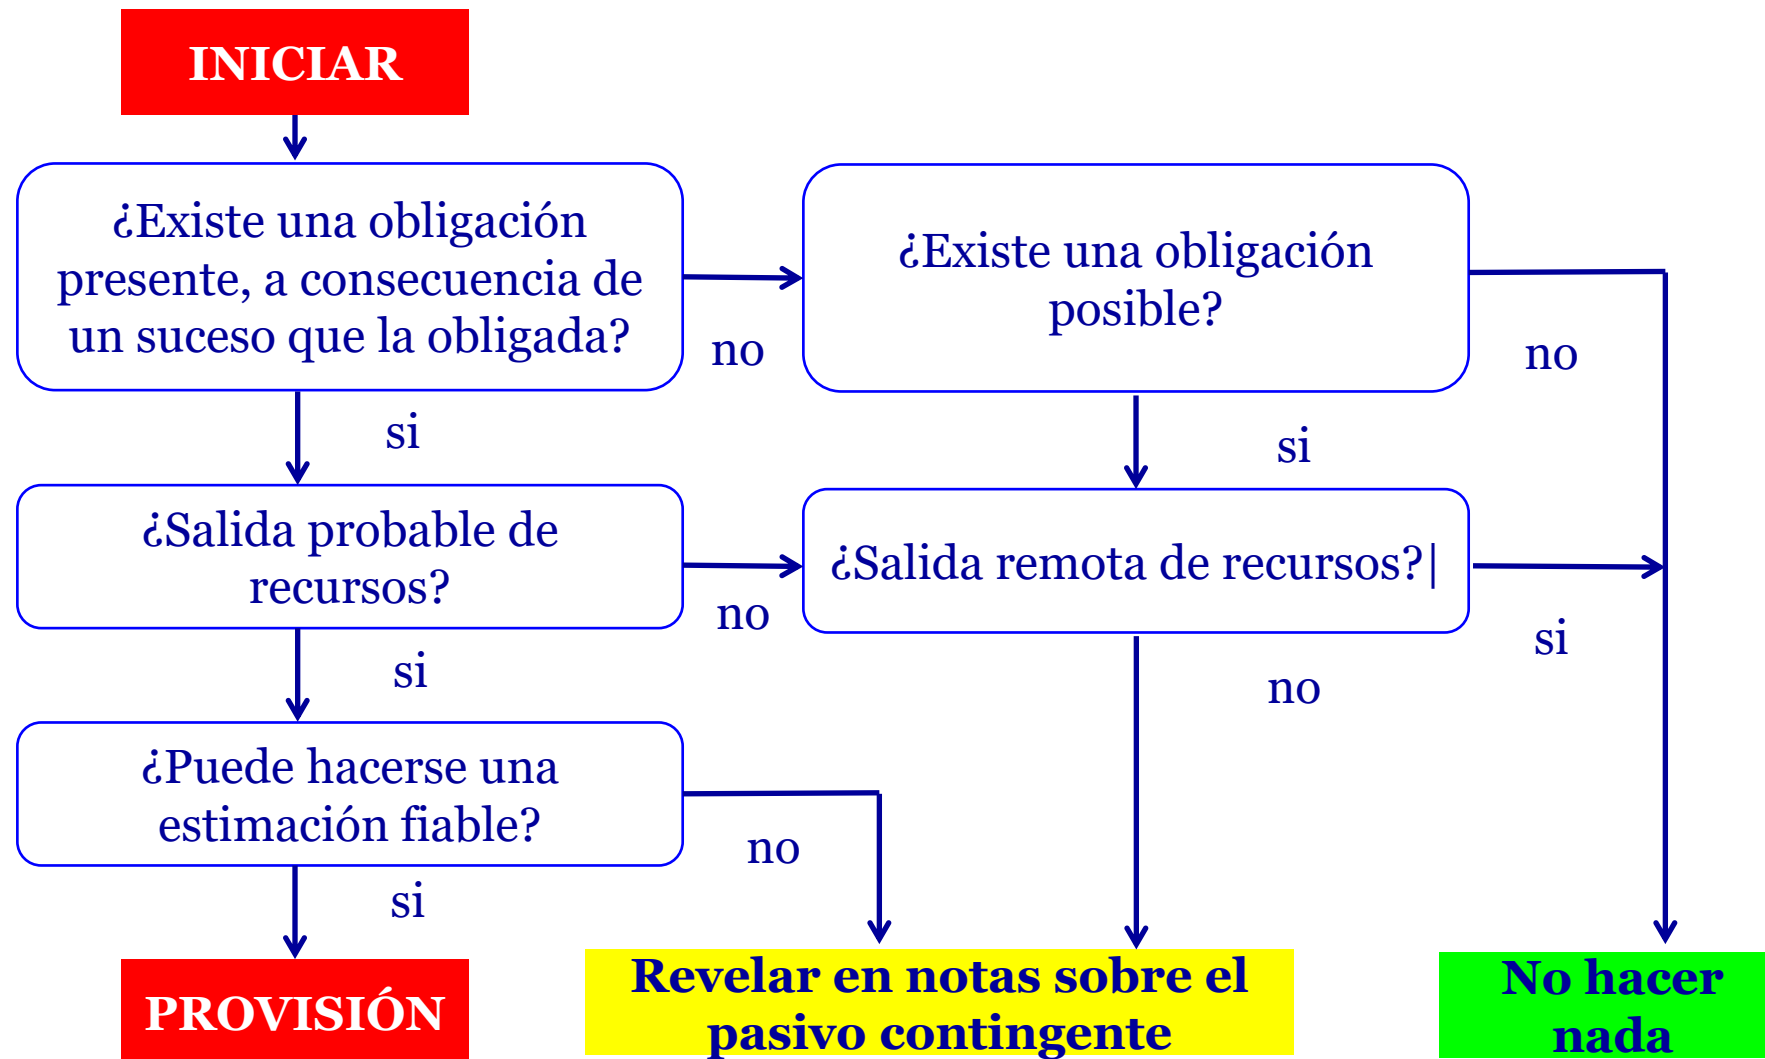 INICIAR
¿Existe una obligación
presente, a consecuencia de
un suceso que la obligada?
no
¿Existe una obligación
posible?
no
si
si
¿Salida probable de
recursos?
no
¿Salida remota de recursos?|
si
si
no
¿Puede hacerse una
estimación fiable?
no
si
PROVISIÓN
Revelar en notas sobre el
pasivo contingente
No hacer
nada